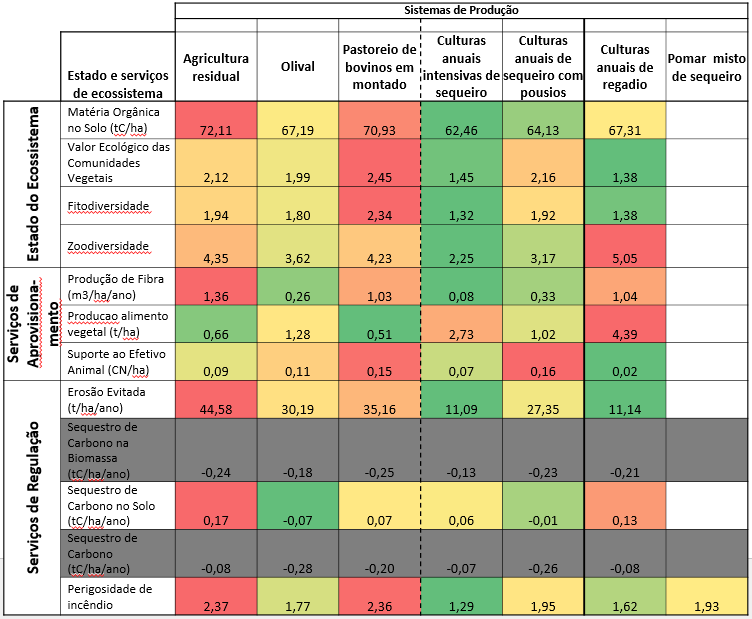 Sistemas de Produção
Estado e serviços
de ecossistema
Agricultura
residual
Olival
Pastoreio de
bovinos em
montado
Culturas
anuais
intensivas de
sequeiro
Culturas
anuais de
sequeiro com
pousios
Culturas
anuais de
regadio
Pomar misto
de sequeiro
Estado do Ecossistema
Matéria Orgânica
no Solo (tC/ha)
72,11 67,19 70,93 62,46 64,13 67,31
Valor Ecológico das
Comunidades
Vegetais
2,12 1,99 2,45 1,45 2,16 1,38
Fitodiversidade
1,94 1,80 2,34 1,32 1,92 1,38
Zoodiversidade
4,35 3,62 4,23 2,25 3,17 5,05
Serviços de
Aprovisiona-
mento
Produção de Fibra
(m3/ha/ano)
1,36 0,26 1,03 0,08 0,33 1,04
Producao alimento
vegetal (t/ha)
0,66 1,28 0,51 2,73 1,02 4,39
Suporte ao Efetivo
Animal (CN/ha)
0,09 0,11 0,15 0,07 0,16 0,02
Serviços de Regulação
Erosão Evitada
(t/ha/ano)
44,58 30,19 35,16 11,09 27,35 11,14
Sequestro de
Carbono na
Biomassa
(tC/ha/ano)
-0,24 -0,18 -0,25 -0,13 -0,23 -0,21
Sequestro de
Carbono no Solo
(tC/ha/ano)
0,17 -0,07 0,07 0,06 -0,01 0,13
Sequestro de
Carbono
(tC/ha/ano)
-0,08 -0,28 -0,20 -0,07 -0,26 -0,08
Perigosidade de
incêndio
2,37 1,77 2,36 1,29 1,95 1,62 1,93